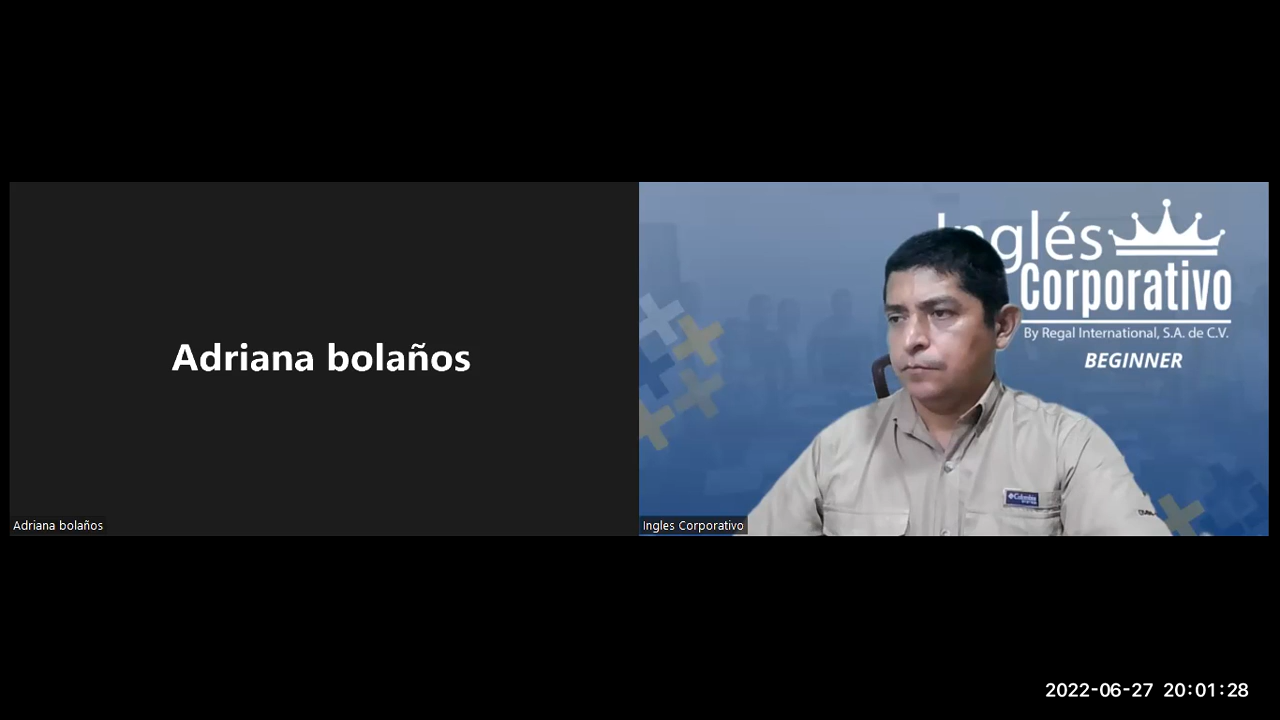 Adriana bolaños
Adriana bolaños
Inglés
Corporativo
By Regal International, S.A. de C.V.
BEGINNER
Columbia
Ingles Corporativo
2022-06-27 20:01:28